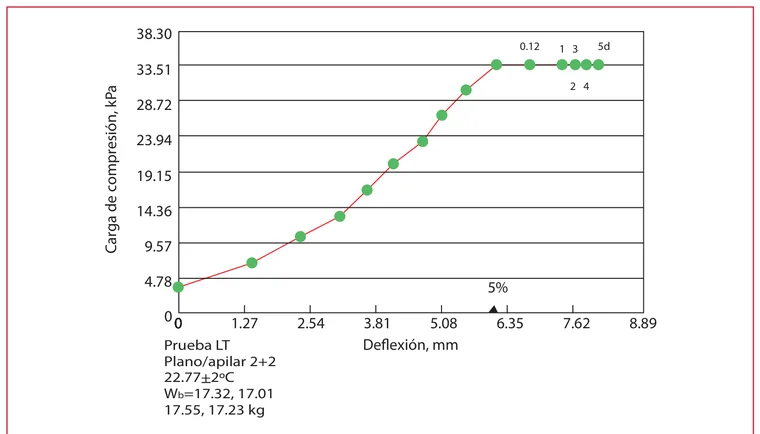 38.30
0.12 1 3 5d
33.51
2 4
28.72
23.94
19.15
14.36
9.57
4.78
5%
0
0 1.27 2.54 3.81 5.08 6.35 7.62 8.89
Carga de compresión, kPa
Deflexión, mm
Prueba LT
Plano/apilar 2+2
22.77±2ºC
Wb=17.32, 17.01
17.55, 17.23 kg